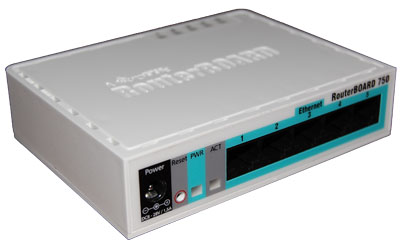 RouterBOARD
RouterBOARD 750
Ethernet
1 2 3 4 5
Power
Reset
PWR
ACT